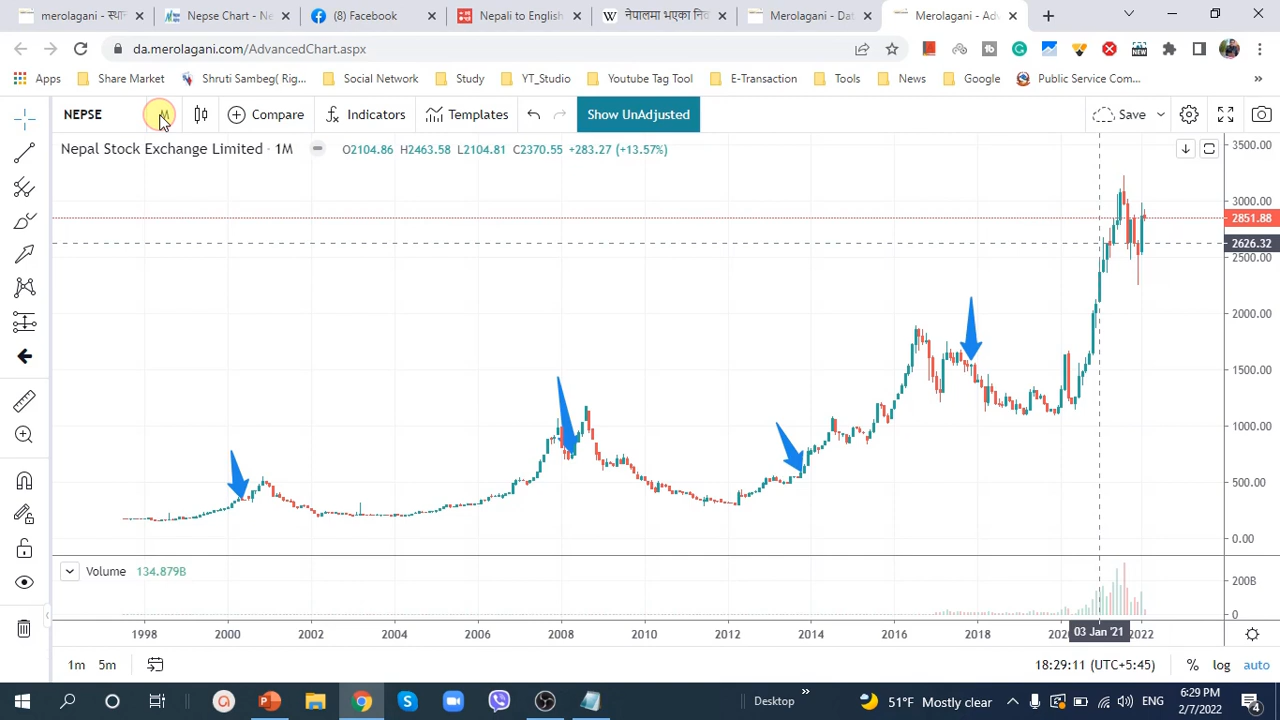 merolagani - स्था
Nepse Chart - Ne
(8) Facebook
Nepali to English
नेपालमा भएका नि
Merolagani - Da
Merolagani - Adv
da.merolagani.com/AdvancedChart.aspx
Apps
Share Market
Shruti Sambeg( Rig...
Social Network
Study
YT_Studio
Youtube Tag Tool
E-Transaction
Tools
News
Google
Public Service Com...
NEPSE
M
Compare
Indicators
Templates
Show UnAdjusted
Save
Nepal Stock Exchange Limited · 1M
O2104.86 H2463.58 L2104.81 C2370.55 +283.27 (+13.57%)
3500.00
3000.00
2851.88
2626.32
2500.00
2000.00
1500.00
1000.00
500.00
0.00
Volume 134.879B
200B
0
1998 2000 2002 2004 2006 2008 2010 2012 2014 2016 2018 2020 03 Jan '21 2022
1m 5m
18:29:11 (UTC+5:45) % log auto
Desktop
51°F Mostly clear
ENG
6:29 PM
2/7/2022
4